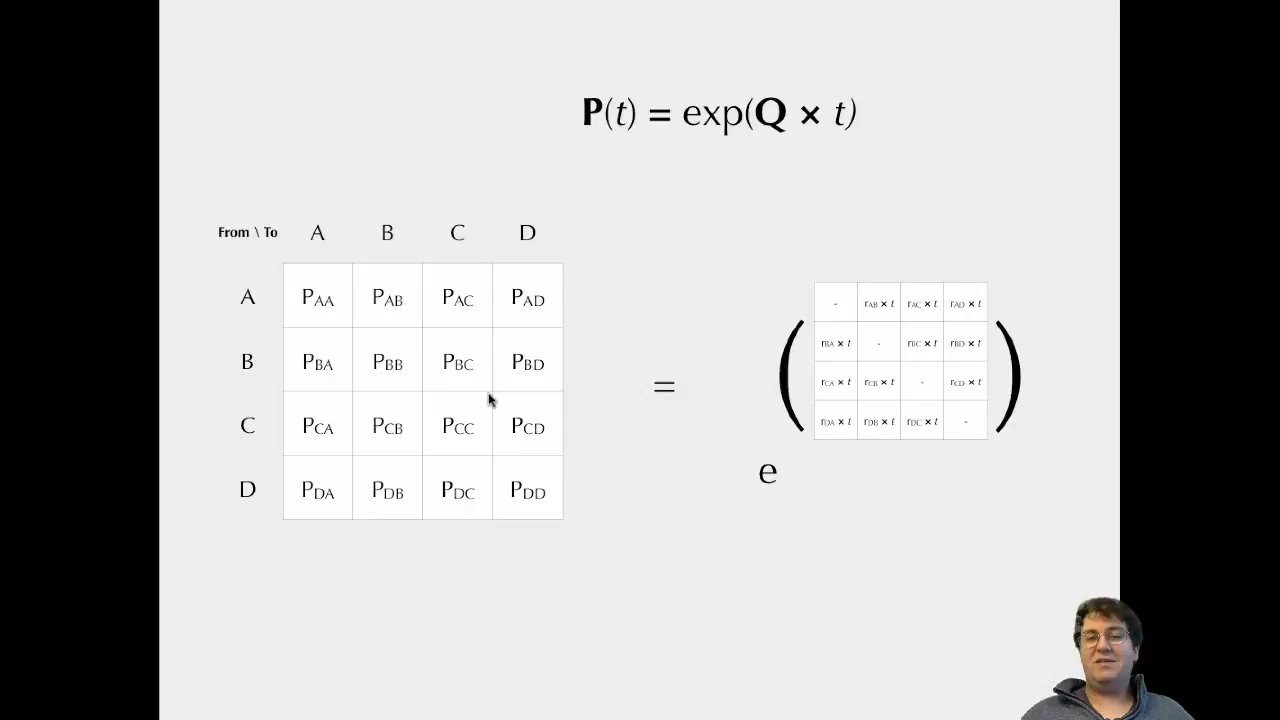 P(t) = exp(Q × t)
From \ To A B C D
A PAA PAB PAC PAD
B PBA PBB PBC PBD
C PCA PCB PCC PCD
D PDA PDB PDC PDD
=
e
( - rAB × t rAC × t rAD × t
rBA × t - rBC × t rBD × t
rCA × t rCB × t - rCD × t
rDA × t rDB × t rDC × t - )